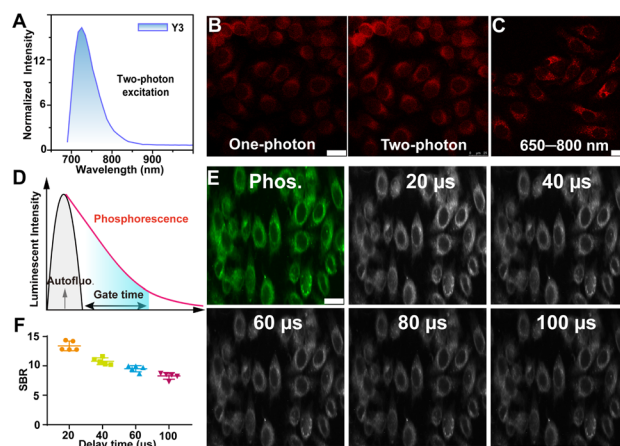 A
Y3
Two-photon
excitation
Normalized Intensity
12
6
0
700
800
900
Wavelength (nm)
B
One-photon
Two-photon
C
650–800 nm
D
Luminescent Intensity
Phosphorescence
Autofluo.
Gate time
E
Phos.
20 µs
40 µs
60 µs
80 µs
100 µs
F
SBR
15
10
5
0
20
40
60
100
Delay time (µs)